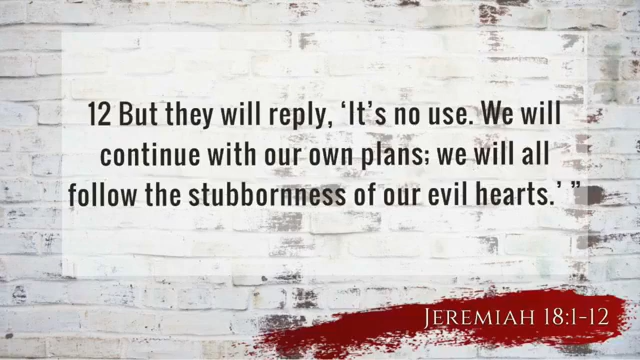 12 But they will reply, ‘It’s no use. We will
continue with our own plans; we will all
follow the stubbornness of our evil hearts.’ ”
Jeremiah 18:1-12